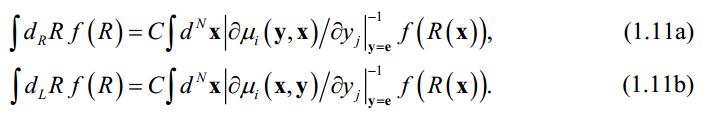 ∫d_R R f(R) = C∫d^N x|∂μ_i(y,x)/∂y_j|^{-1}_{y=e} f(R(x)), (1.11a)
∫d_L R f(R) = C∫d^N x|∂μ_i(x,y)/∂y_j|^{-1}_{y=e} f(R(x)). (1.11b)